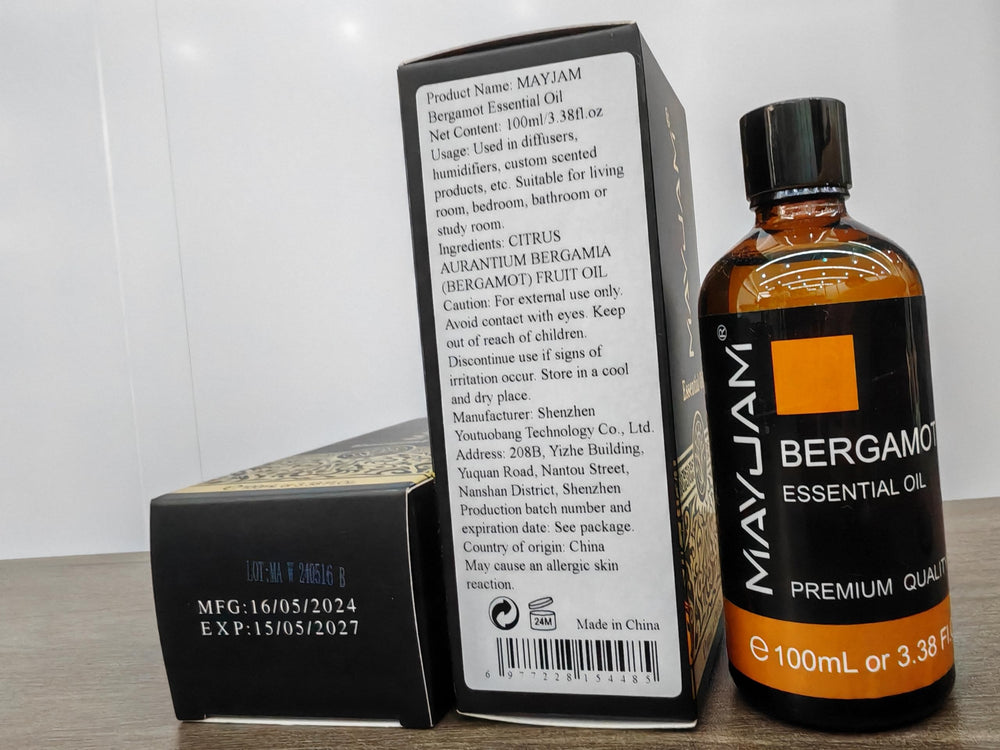 LOT:MA W 240516 B
MFG:16/05/2024
EXP:15/05/2027
Product Name: MAYJAM
Bergamot Essential Oil
Net Content: 100ml/3.38fl.oz
Usage: Used in diffusers,
humidifiers, custom scented
products, etc. Suitable for living
room, bedroom, bathroom or
study room.
Ingredients: CITRUS
AURANTIUM BERGAMIA
(BERGAMOT) FRUIT OIL
Caution: For external use only.
Avoid contact with eyes. Keep
out of reach of children.
Discontinue use if signs of
irritation occur. Store in a cool
and dry place.
Manufacturer: Shenzhen
Youtuobang Technology Co., Ltd.
Address: 208B, Yizhe Building,
Yuquan Road, Nantou Street,
Nanshan District, Shenzhen
Production batch number and
expiration date: See package.
Country of origin: China
May cause an allergic skin
reaction.
24M
Made in China
6 977228 154485
MAYJAM®
Essential
MAYJAM®
BERGAMOT
ESSENTIAL OIL
PREMIUM QUALIT
℮ 100mL or 3.38 Fl.